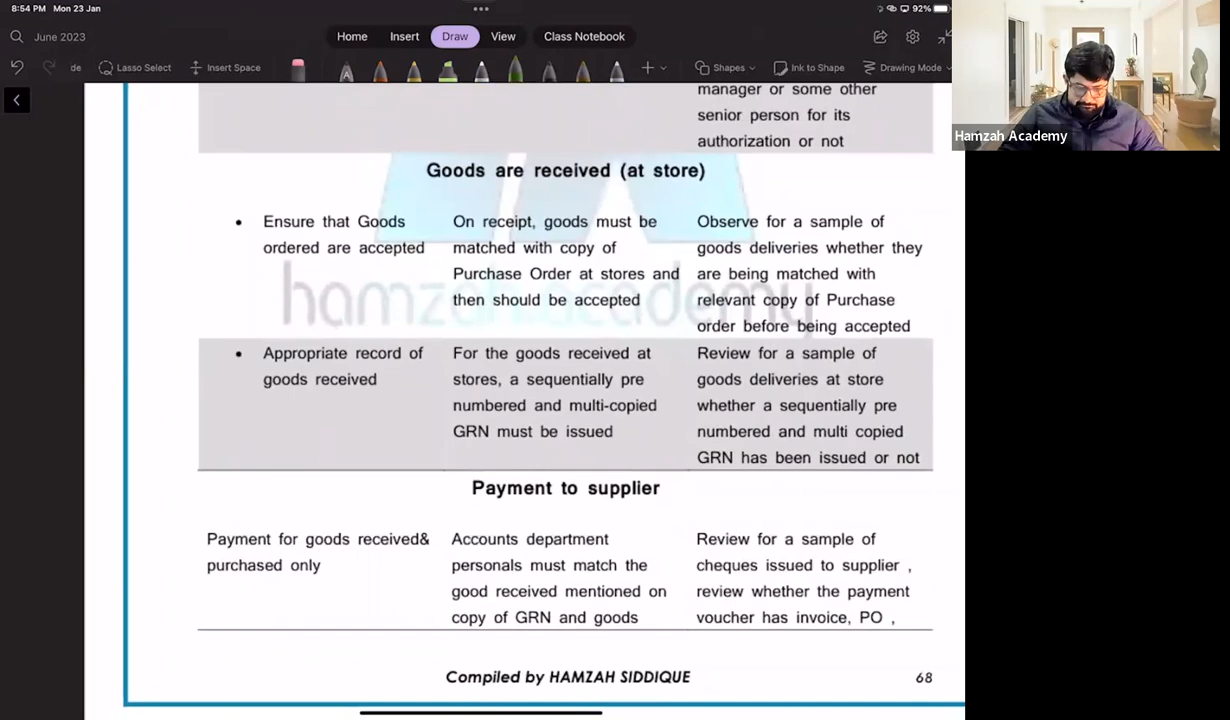 8:54 PM Mon 23 Jan
92%
June 2023
Home Insert Draw View Class Notebook
de Lasso Select Insert Space Shapes Ink to Shape Drawing Mode
Hamzah Academy
manager or some other
senior person for its
authorization or not
Goods are received (at store)
• Ensure that Goods
ordered are accepted
On receipt, goods must be
matched with copy of
Purchase Order at stores and
then should be accepted
Observe for a sample of
goods deliveries whether they
are being matched with
relevant copy of Purchase
order before being accepted
hamzah academy
• Appropriate record of
goods received
For the goods received at
stores, a sequentially pre
numbered and multi-copied
GRN must be issued
Review for a sample of
goods deliveries at store
whether a sequentially pre
numbered and multi copied
GRN has been issued or not
Payment to supplier
Payment for goods received&
purchased only
Accounts department
personals must match the
good received mentioned on
copy of GRN and goods
Review for a sample of
cheques issued to supplier ,
review whether the payment
voucher has invoice, PO ,
Compiled by HAMZAH SIDDIQUE
68